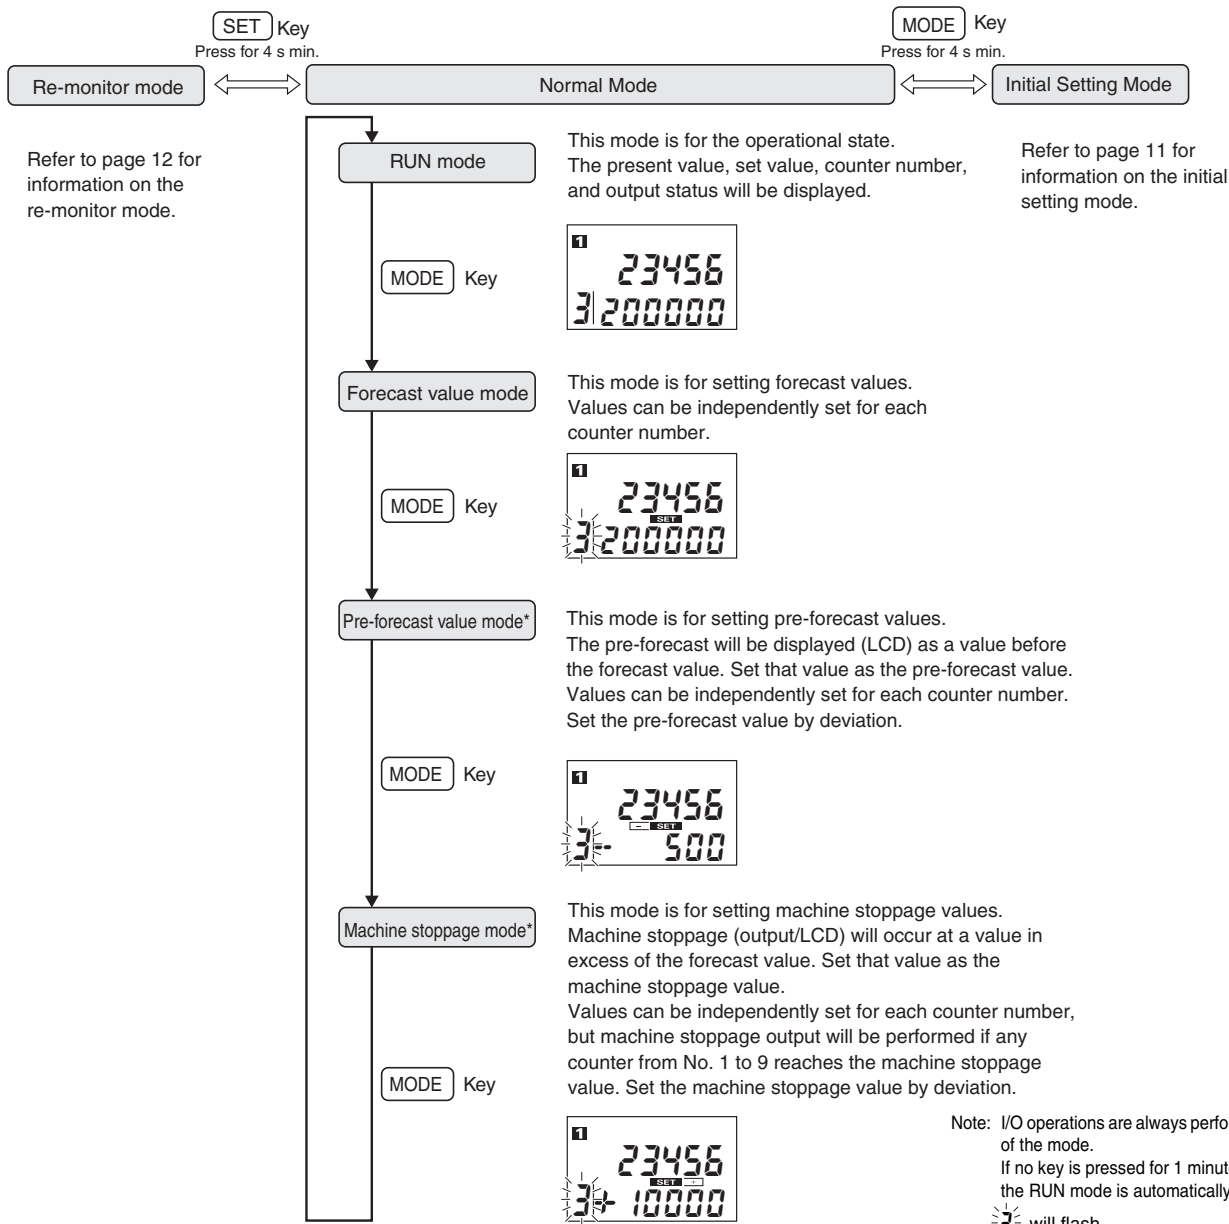 SET Key
Press for 4 s min.
MODE Key
Press for 4 s min.
Re-monitor mode
Normal Mode
Initial Setting Mode
Refer to page 12 for
information on the
re-monitor mode.
RUN mode
This mode is for the operational state.
The present value, set value, counter number,
and output status will be displayed.
Refer to page 11 for
information on the initial
setting mode.
MODE Key
1
23456
3 200000
Forecast value mode
This mode is for setting forecast values.
Values can be independently set for each
counter number.
MODE Key
1
23456
SET
3 200000
Pre-forecast value mode*
This mode is for setting pre-forecast values.
The pre-forecast will be displayed (LCD) as a value before
the forecast value. Set that value as the pre-forecast value.
Values can be independently set for each counter number.
Set the pre-forecast value by deviation.
MODE Key
1
23456
- SET
3 -- 500
Machine stoppage mode*
This mode is for setting machine stoppage values.
Machine stoppage (output/LCD) will occur at a value in
excess of the forecast value. Set that value as the
machine stoppage value.
Values can be independently set for each counter number,
but machine stoppage output will be performed if any
counter from No. 1 to 9 reaches the machine stoppage
value. Set the machine stoppage value by deviation.
MODE Key
1
23456
SET +
3 + 10000
Note: I/O operations are always perfo
of the mode.
If no key is pressed for 1 minut
the RUN mode is automatically
3 will flash